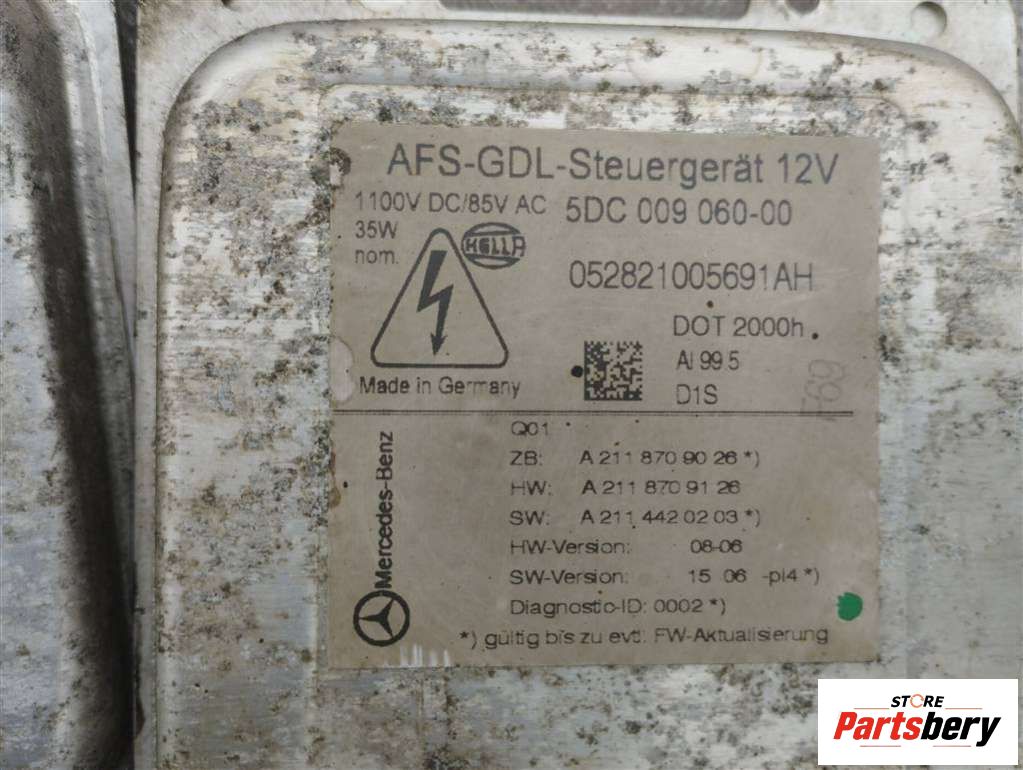 AFS-GDL-Steuergerät 12V
1100V DC/85V AC 5DC 009 060-00
35W
nom.
HELLA
052821005691AH
DOT 2000h.
AI 99 5
D1S
Made in Germany
69
Mercedes-Benz
Q01
ZB: A 211 870 90 26 *)
HW: A 211 870 91 26
SW: A 211 442 02 03 *)
HW-Version: 08-06
SW-Version: 15 06 -pl4 *)
Diagnostic-ID: 0002 *)
*) gültig bis zu evtl. FW-Aktualisierung
STORE
Partsbery